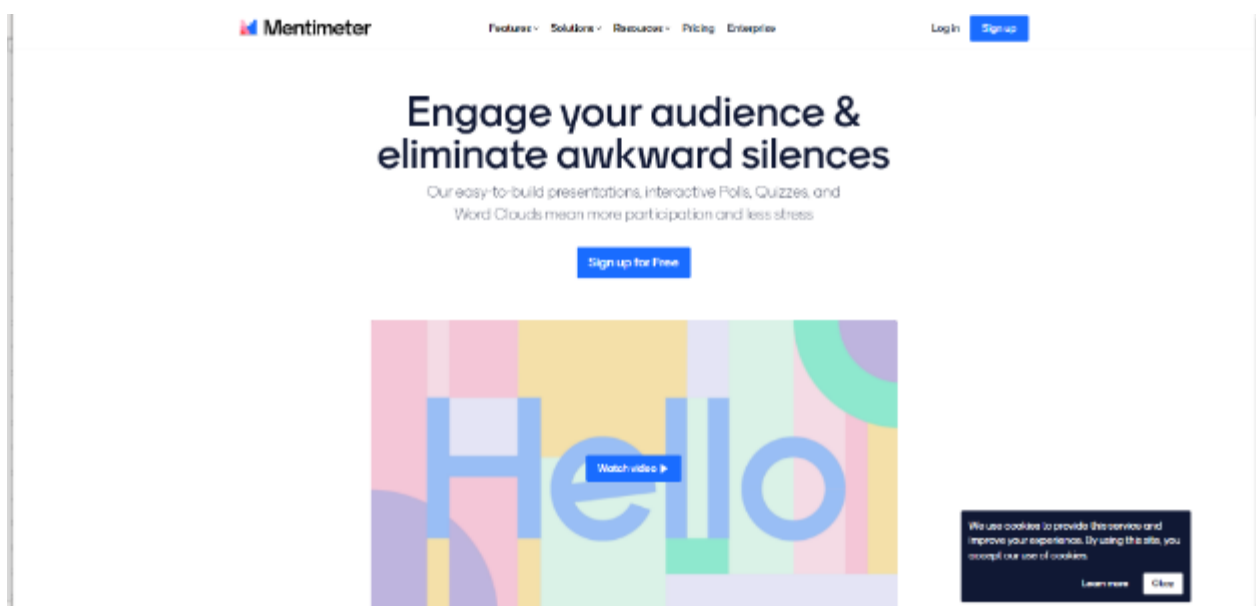 Mentimeter
Features Solutions Resources Pricing Enterprise
Log in Sign up
Engage your audience &
eliminate awkward silences
Our easy-to-build presentations, interactive Polls, Quizzes, and
Word Clouds mean more participation and less stress
Sign up for Free
Hello
Watch video
We use cookies to provide this service and
improve your experience. By using this site, you
accept our use of cookies.
Learn more Close